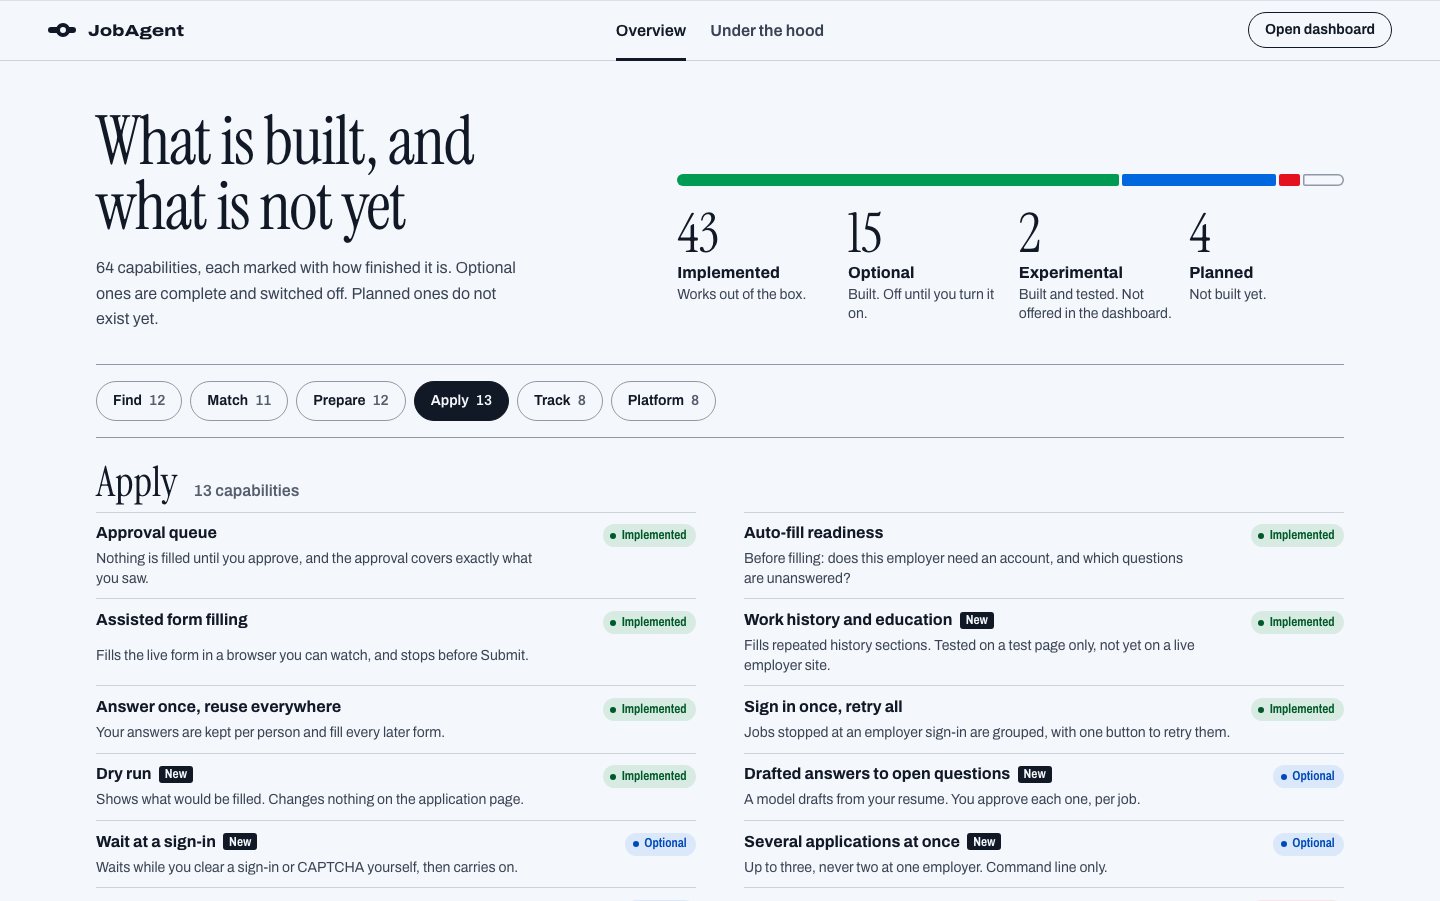 JobAgent
Overview
Under the hood
Open dashboard
What is built, and
what is not yet
64 capabilities, each marked with how finished it is. Optional
ones are complete and switched off. Planned ones do not
exist yet.
43
Implemented
Works out of the box.
15
Optional
Built. Off until you turn it
on.
2
Experimental
Built and tested. Not
offered in the dashboard.
4
Planned
Not built yet.
Find 12
Match 11
Prepare 12
Apply 13
Track 8
Platform 8
Apply 13 capabilities
Approval queue
Implemented
Nothing is filled until you approve, and the approval covers exactly what
you saw.
Auto-fill readiness
Implemented
Before filling: does this employer need an account, and which questions
are unanswered?
Assisted form filling
Implemented
Fills the live form in a browser you can watch, and stops before Submit.
Work history and education New
Implemented
Fills repeated history sections. Tested on a test page only, not yet on a live
employer site.
Answer once, reuse everywhere
Implemented
Your answers are kept per person and fill every later form.
Sign in once, retry all
Implemented
Jobs stopped at an employer sign-in are grouped, with one button to retry them.
Dry run New
Implemented
Shows what would be filled. Changes nothing on the application page.
Drafted answers to open questions New
Optional
A model drafts from your resume. You approve each one, per job.
Wait at a sign-in New
Optional
Waits while you clear a sign-in or CAPTCHA yourself, then carries on.
Several applications at once New
Optional
Up to three, never two at one employer. Command line only.